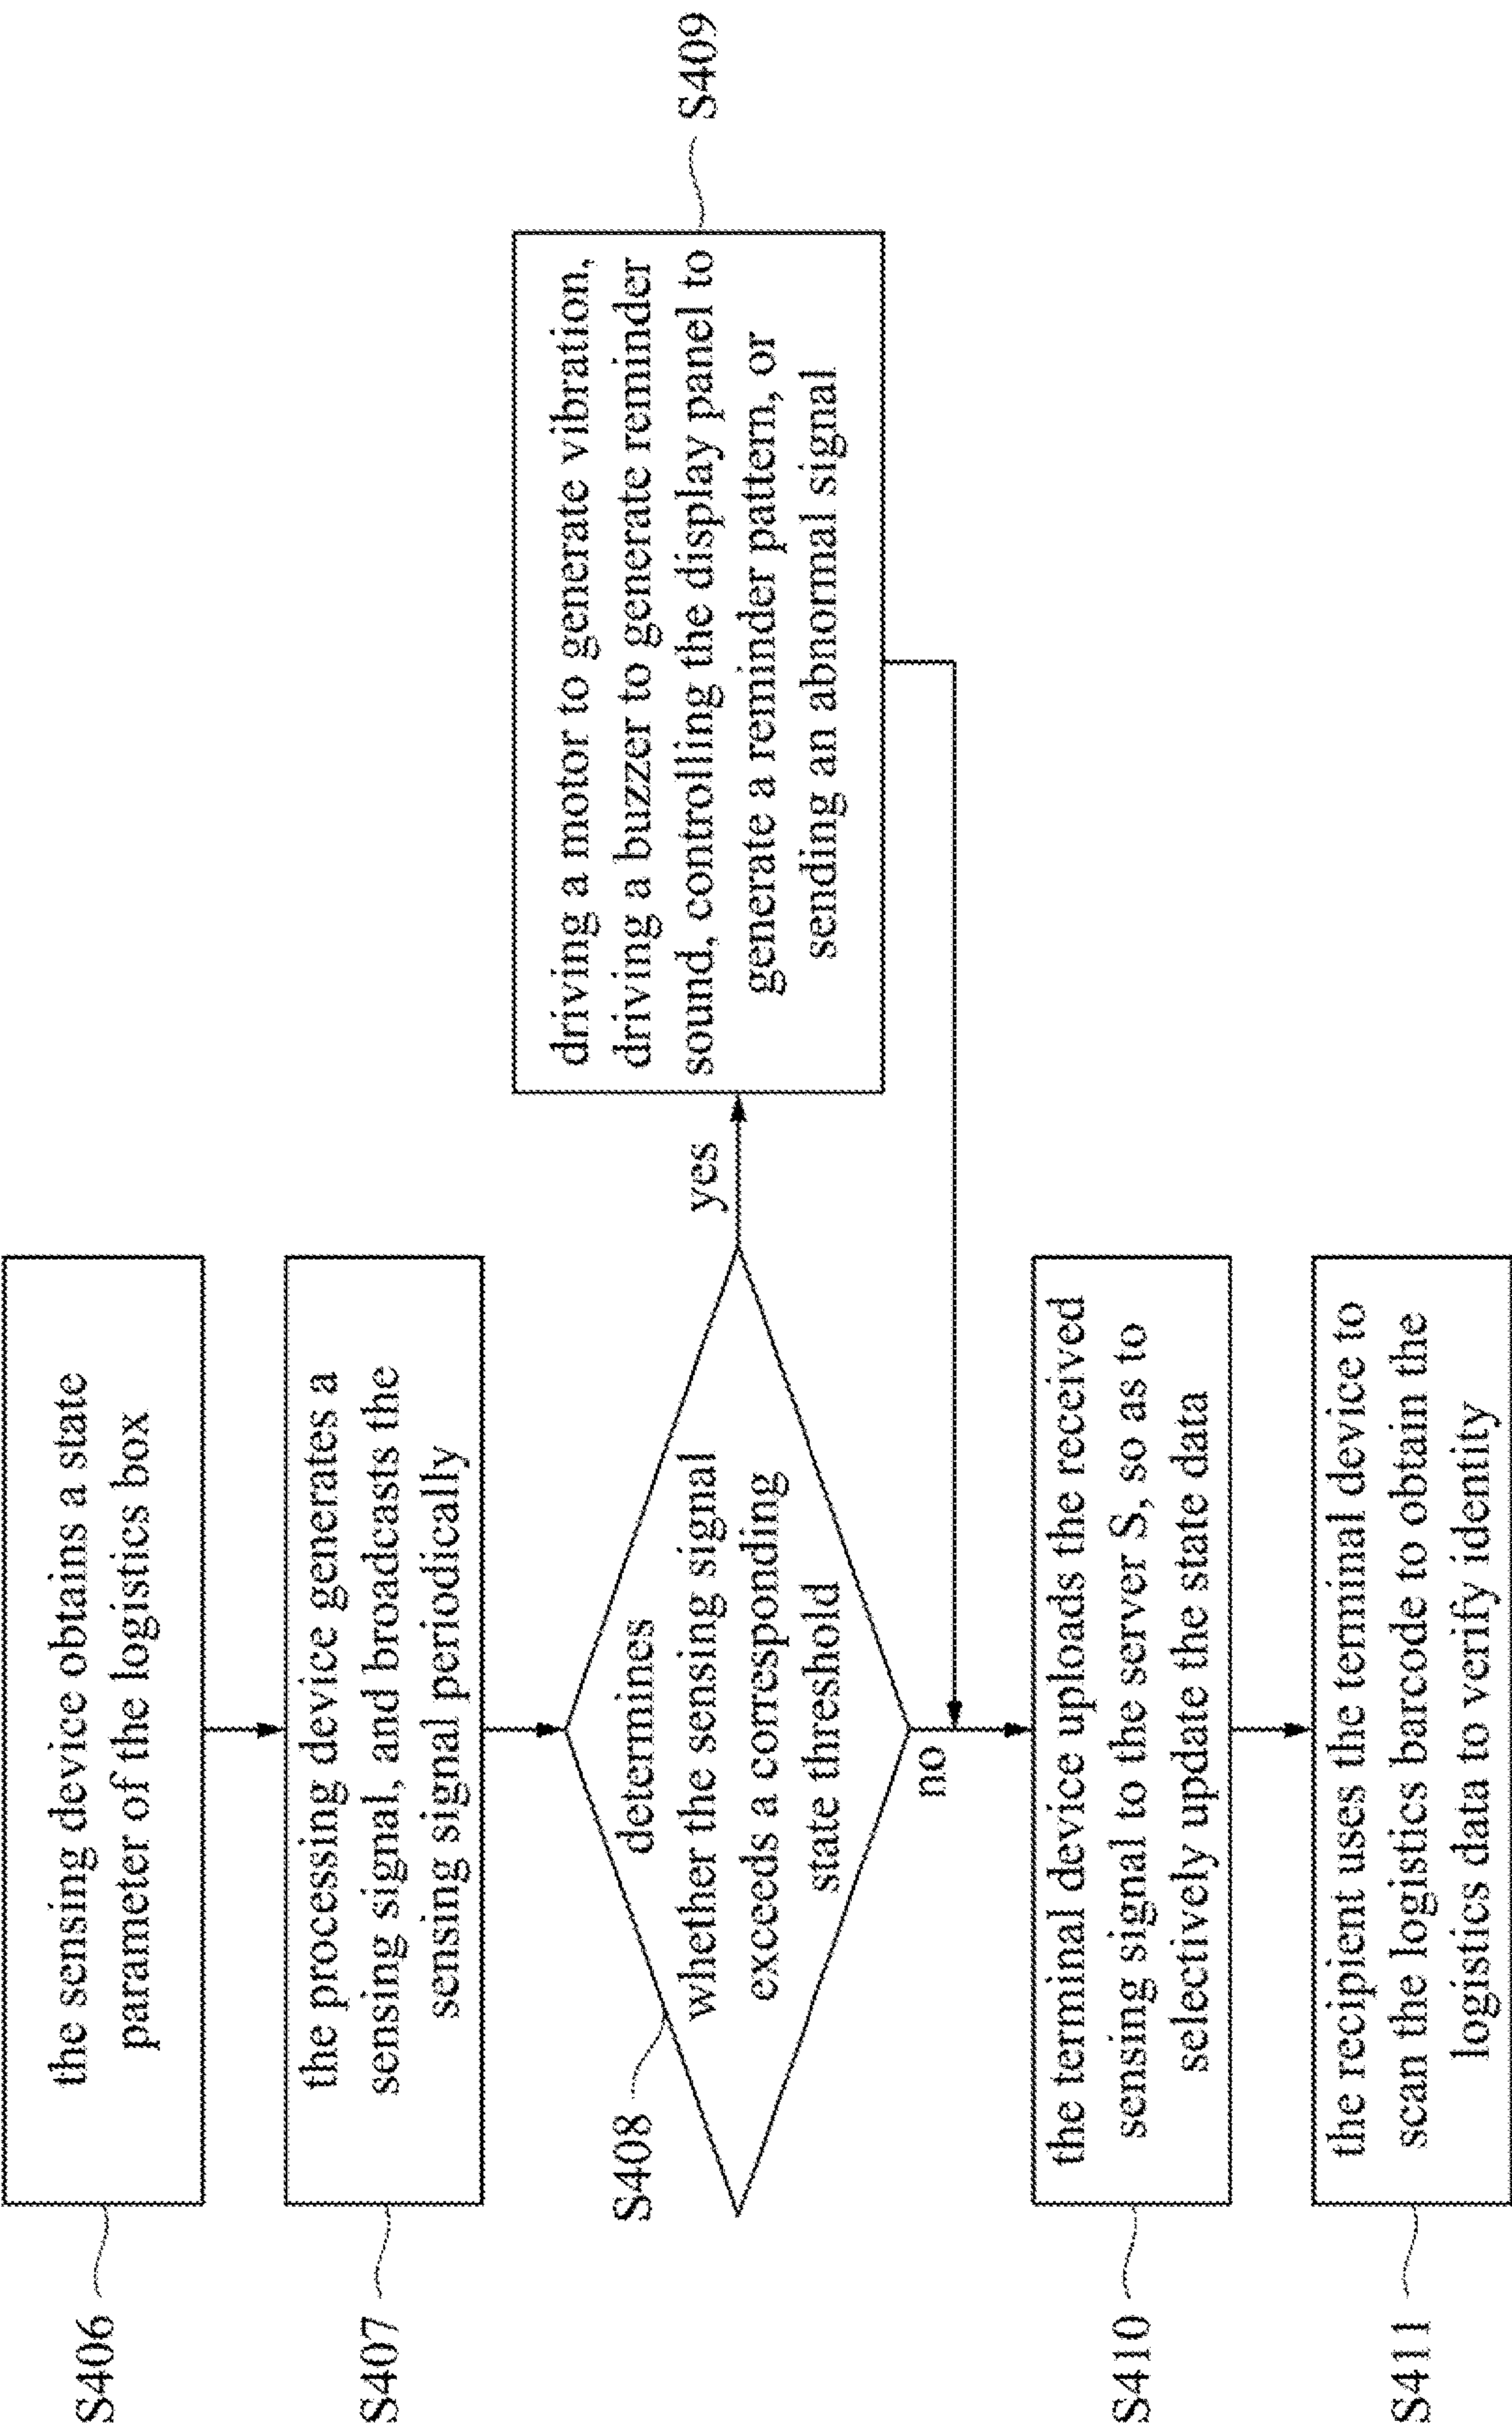 S406
the sensing device obtains a state
parameter of the logistics box
S407
the processing device generates a
sensing signal, and broadcasts the
sensing signal periodically
S408
determines
whether the sensing signal
exceeds a corresponding
state threshold
yes
no
driving a motor to generate vibration,
driving a buzzer to generate reminder
sound, controlling the display panel to
generate a reminder pattern, or
sending an abnormal signal
S409
S410
the terminal device uploads the received
sensing signal to the server S, so as to
selectively update the state data
S411
the recipient uses the terminal device to
scan the logistics barcode to obtain the
logistics data to verify identity